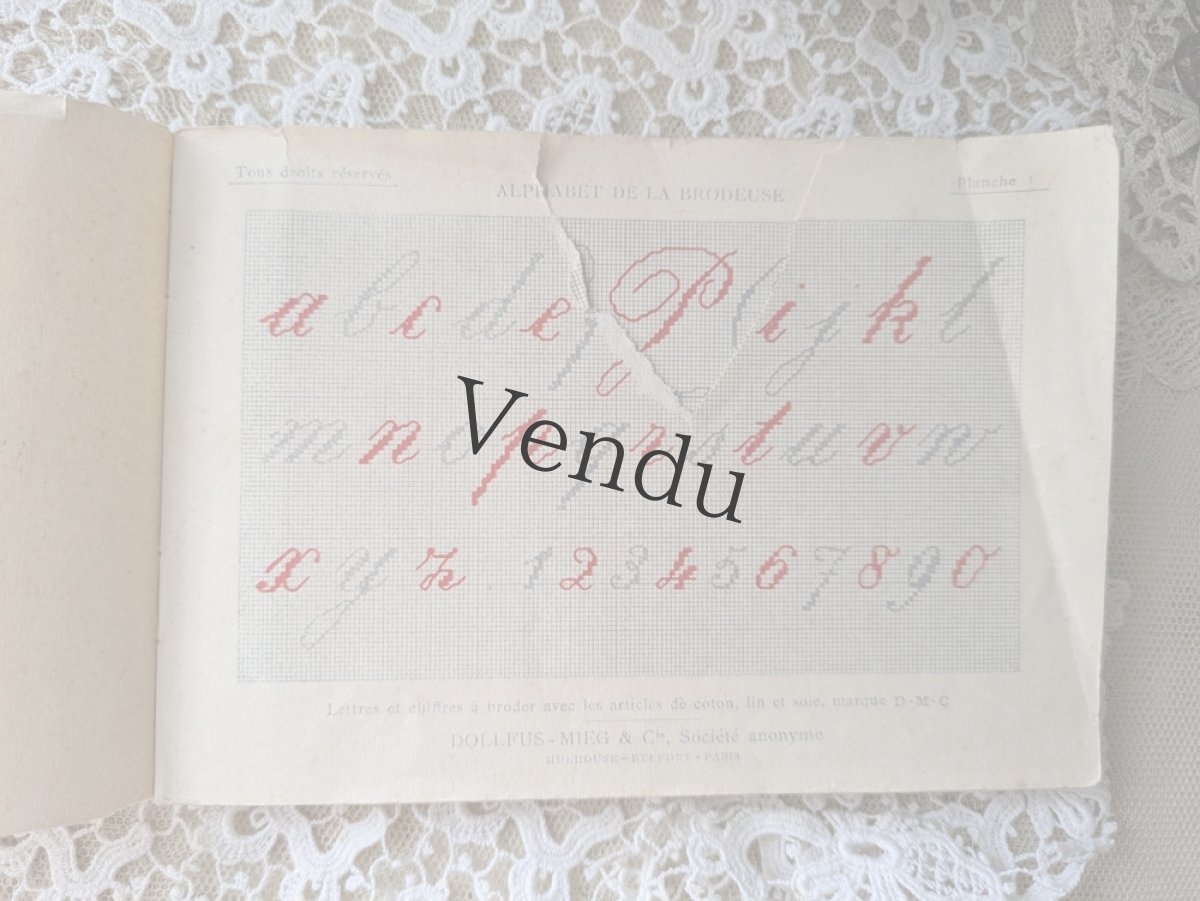 Tous droits réservés
ALPHABET DE LA BRODEUSE
Planche 1
a b c d e P i j k l
m n o p q r s t u v n
x y z . 1 2 3 4 5 6 7 8 9 0
Vendu
Lettres et chiffres à broder avec les articles de coton, lin et soie, marque D·M·C
DOLLFUS-MIEG & Cie, Société anonyme
MULHOUSE-BELFORT-PARIS